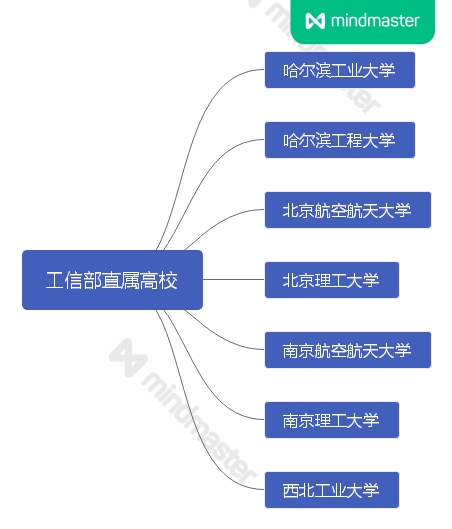 mindmaster
哈尔滨工业大学
哈尔滨工程大学
北京航空航天大学
工信部直属高校
北京理工大学
南京航空航天大学
南京理工大学
西北工业大学
mindmaster
mindmaster